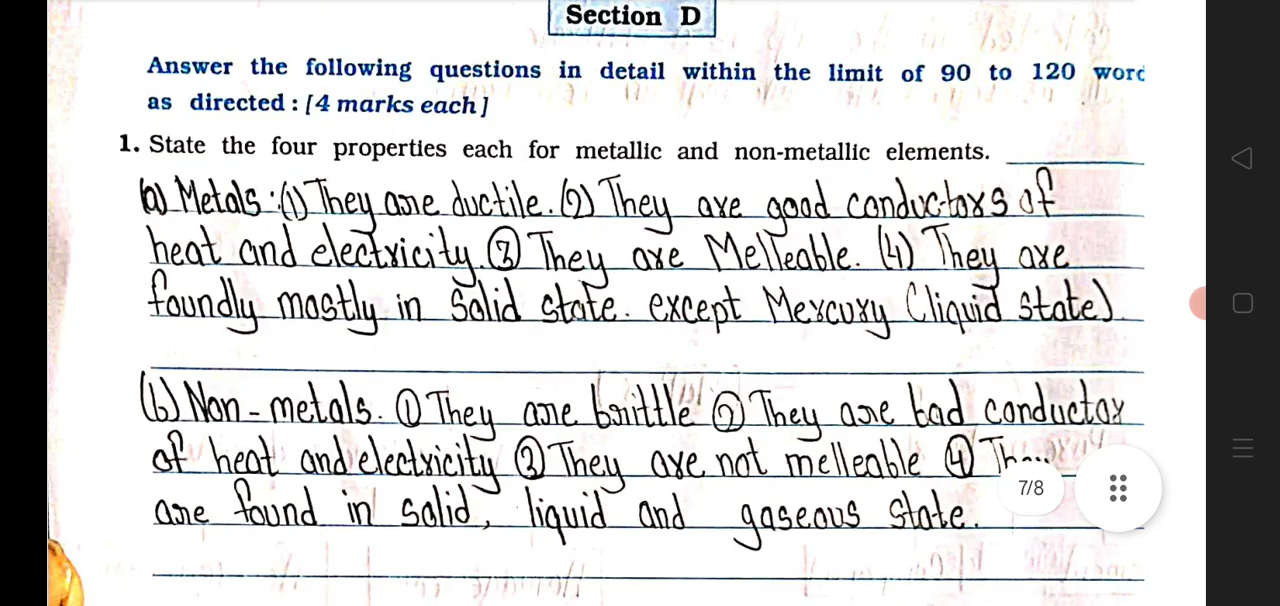 Section D
Answer the following questions in detail within the limit of 90 to 120 word
as directed : [4 marks each]
1. State the four properties each for metallic and non-metallic elements.
(a) Metals :(1) They are ductile. (2) They are good conductors of
heat and electricity. (3) They are Melleable. (4) They are
foundly mostly in Solid state. except Mercury (liquid state)
(b) Non-metals. (1) They are brittle (2) They are bad conductor
of heat and electricity (3) They are not melleable (4)
are found in solid, liquid and gaseous state.
7/8